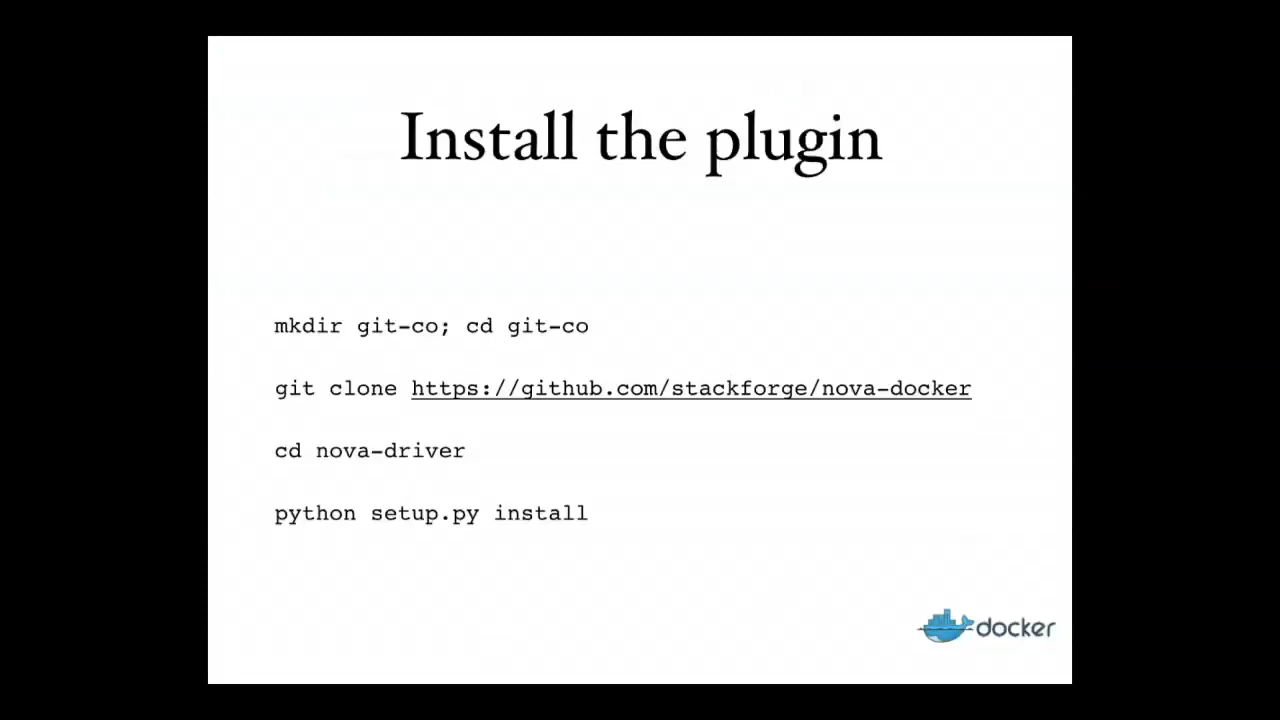 Install the plugin
mkdir git-co; cd git-co
git clone https://github.com/stackforge/nova-docker
cd nova-driver
python setup.py install
docker